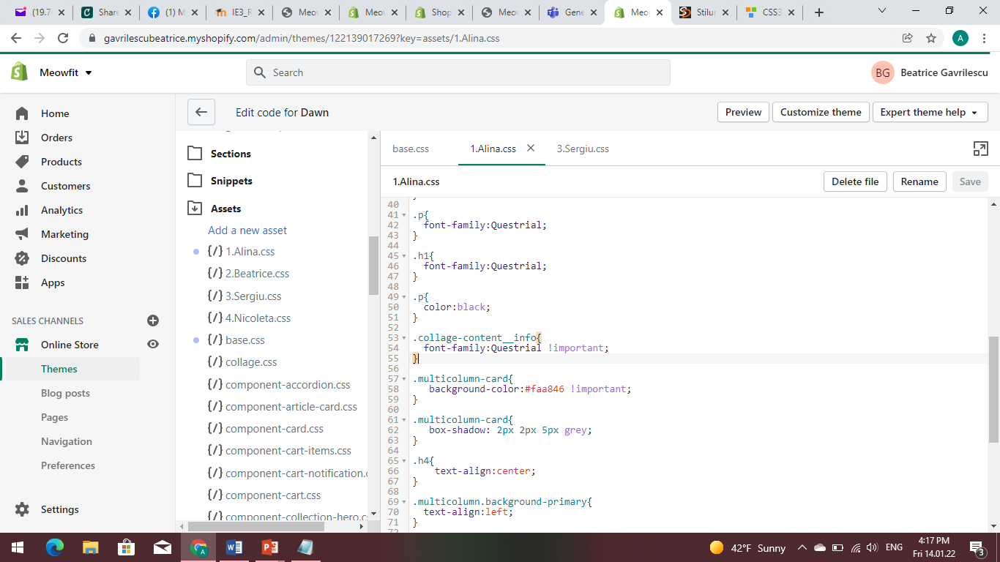 (19.7
Share
(1) M
IE3_R
Meow
Meow
Shop
Meow
Gene
Meow
Stilur
CSS3
gavrilescubeatrice.myshopify.com/admin/themes/122139017269?key=assets/1.Alina.css
A
Meowfit
Search
BG Beatrice Gavrilescu
Home
Orders
Products
Customers
Analytics
Marketing
Discounts
Apps
SALES CHANNELS
Online Store
Themes
Blog posts
Pages
Navigation
Preferences
Settings
Edit code for Dawn
Preview
Customize theme
Expert theme help
Sections
Snippets
Assets
Add a new asset
{/} 1.Alina.css
{/} 2.Beatrice.css
{/} 3.Sergiu.css
{/} 4.Nicoleta.css
{/} base.css
{/} collage.css
{/} component-accordion.css
{/} component-article-card.css
{/} component-card.css
{/} component-cart-items.css
{/} component-cart-notification.
{/} component-cart.css
{/} component-collection-hero.c
base.css
1.Alina.css
3.Sergiu.css
1.Alina.css
Delete file
Rename
Save
40
41 .p{
42 font-family:Questrial;
43 }
44
45 .h1{
46 font-family:Questrial;
47 }
48
49 .p{
50 color:black;
51 }
52
53 .collage-content__info{
54 font-family:Questrial !important;
55 }
56
57 .multicolumn-card{
58 background-color:#faa846 !important;
59 }
60
61 .multicolumn-card{
62 box-shadow: 2px 2px 5px grey;
63 }
64
65 .h4{
66 text-align:center;
67 }
68
69 .multicolumn.background-primary{
70 text-align:left;
71 }
72
42°F Sunny
ENG
4:17 PM
Fri 14.01.22
3